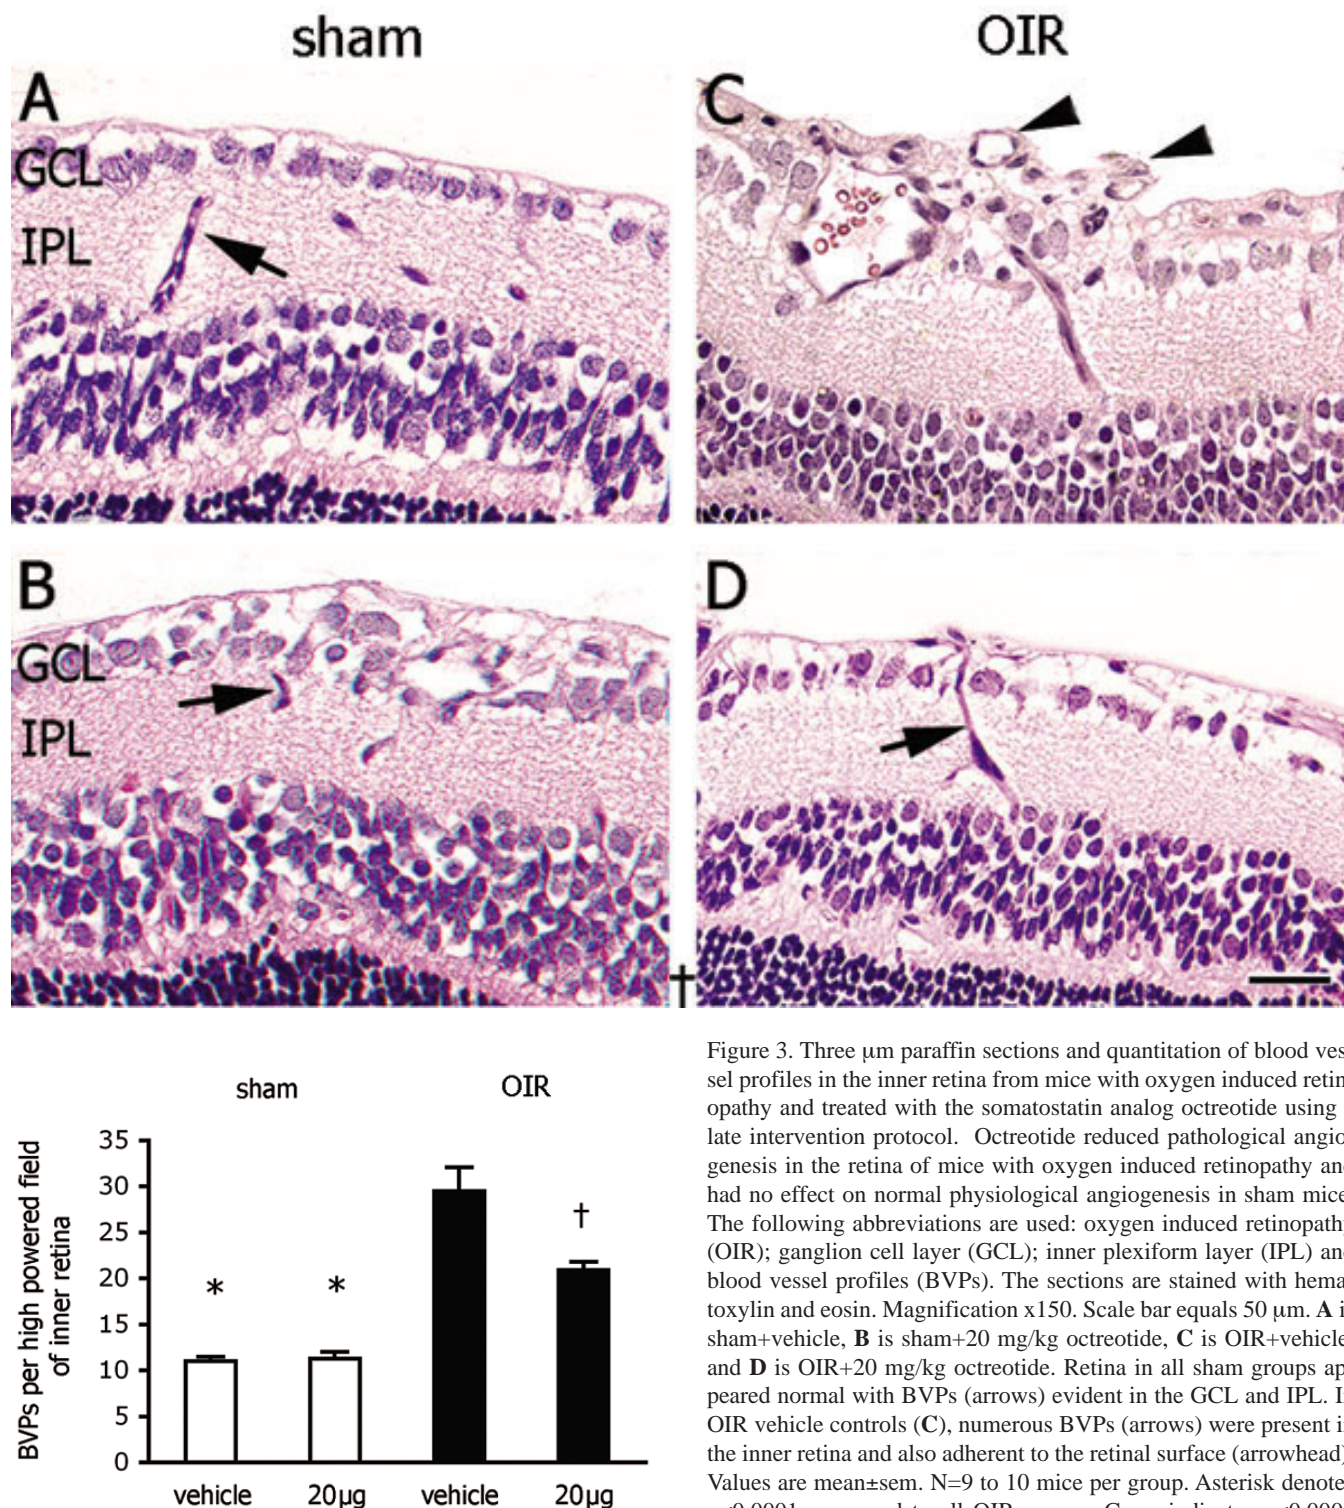 sham
OIR
A
GCL
IPL
C
B
GCL
IPL
D
†
sham
OIR
BVPs per high powered field
of inner retina
35
30
25
20
15
10
5
0
*
*
†
vehicle
20µg
vehicle
20µg
Figure 3. Three µm paraffin sections and quantitation of blood ves
sel profiles in the inner retina from mice with oxygen induced retin
opathy and treated with the somatostatin analog octreotide using
late intervention protocol. Octreotide reduced pathological angio
genesis in the retina of mice with oxygen induced retinopathy an
had no effect on normal physiological angiogenesis in sham mice
The following abbreviations are used: oxygen induced retinopath
(OIR); ganglion cell layer (GCL); inner plexiform layer (IPL) an
blood vessel profiles (BVPs). The sections are stained with hema
toxylin and eosin. Magnification x150. Scale bar equals 50 µm. A i
sham+vehicle, B is sham+20 mg/kg octreotide, C is OIR+vehicle
and D is OIR+20 mg/kg octreotide. Retina in all sham groups ap
peared normal with BVPs (arrows) evident in the GCL and IPL. I
OIR vehicle controls (C), numerous BVPs (arrows) were present i
the inner retina and also adherent to the retinal surface (arrowhead
Values are mean±sem. N=9 to 10 mice per group. Asterisk denote